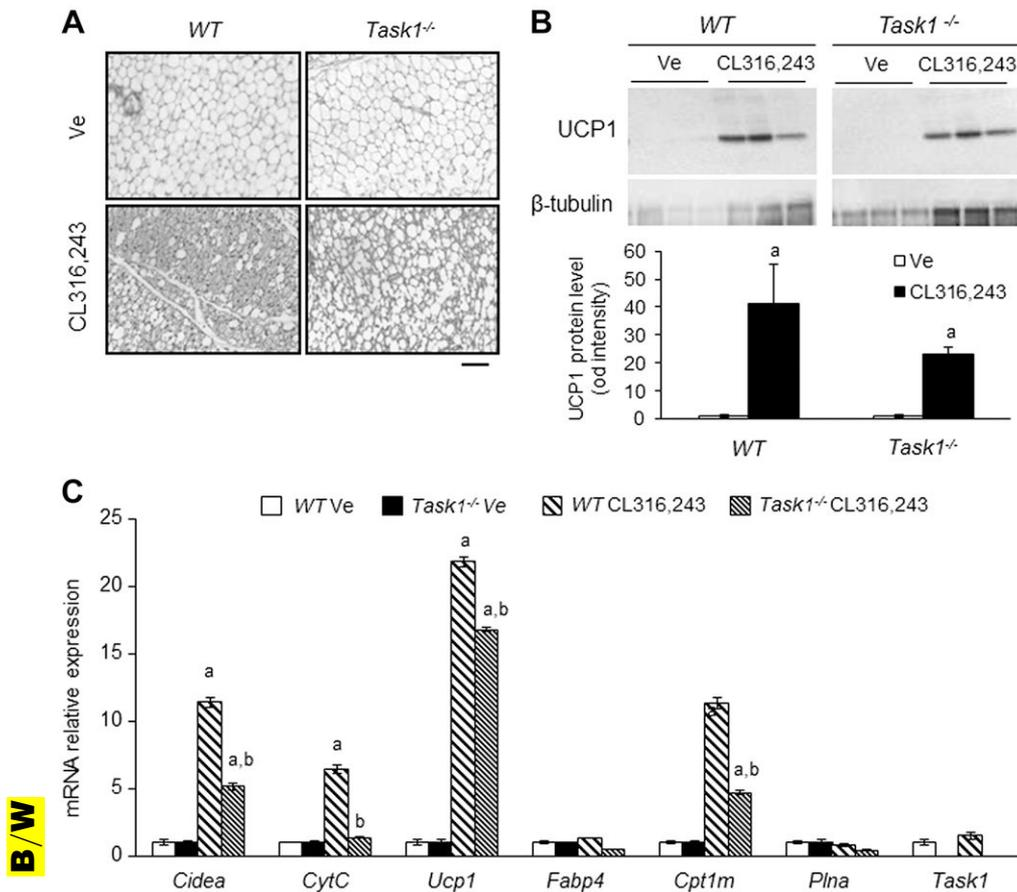 A
WT
Task1-/-
Ve
CL316,243
B
WT
Task1 -/-
Ve
CL316,243
Ve
CL316,243
UCP1
β-tubulin
UCP1 protein level
(od intensity)
60
50
40
30
20
10
0
a
a
Ve
CL316,243
WT
Task1-/-
C
WT Ve
Task1-/- Ve
WT CL316,243
Task1-/- CL316,243
mRNA relative expression
25
20
15
10
5
0
a
a,b
a
b
a
a,b
a,b
Cidea
CytC
Ucp1
Fabp4
Cpt1m
Plna
Task1
B/W